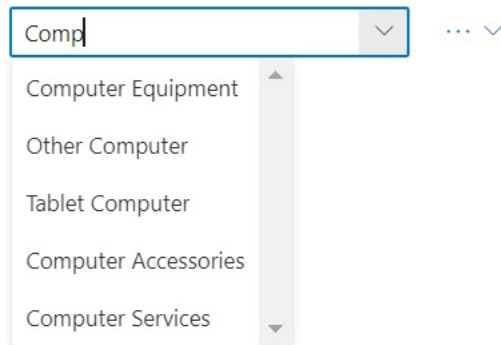 Comp
Computer Equipment
Other Computer
Tablet Computer
Computer Accessories
Computer Services